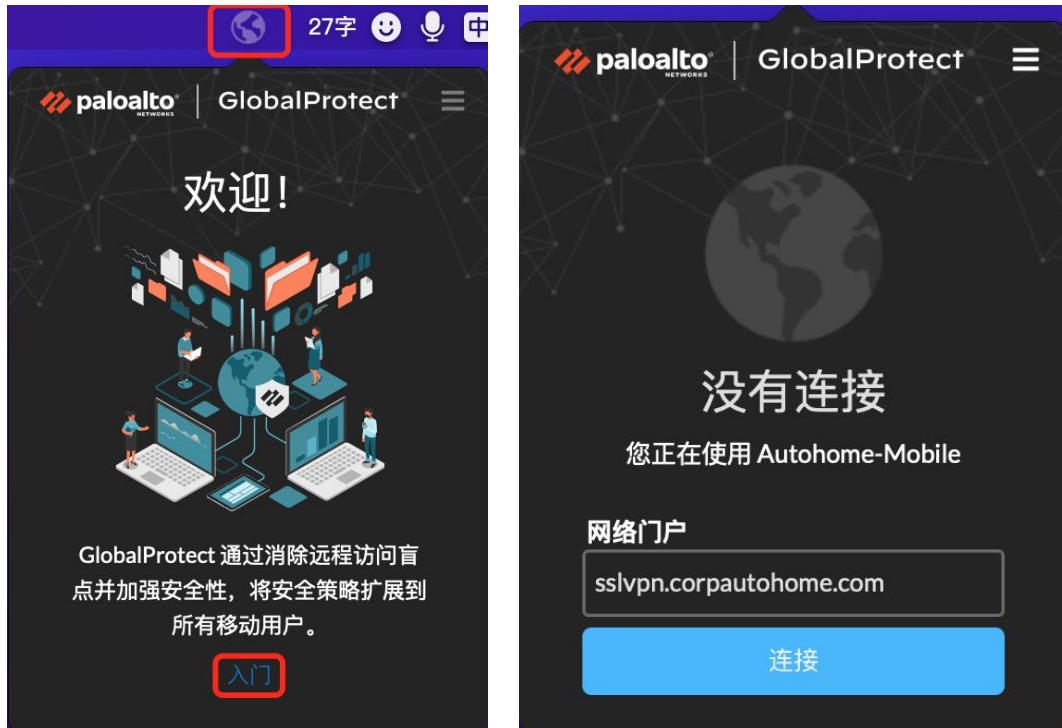 27字
中
paloalto
NETWORKS
GlobalProtect
欢迎!
GlobalProtect 通过消除远程访问盲
点并加强安全性，将安全策略扩展到
所有移动用户。
入门
paloalto
NETWORKS
GlobalProtect
没有连接
您正在使用 Autohome-Mobile
网络门户
sslvpn.corpautohome.com
连接